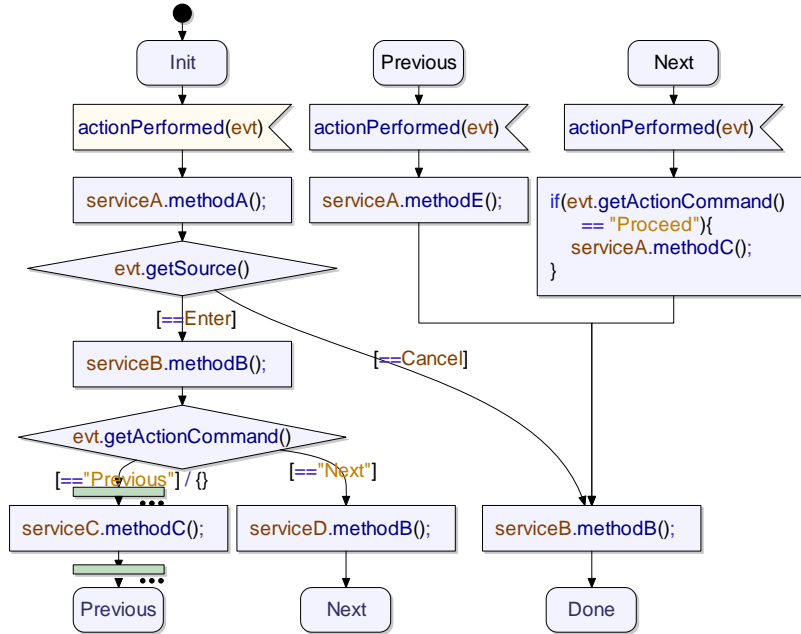 Init
Previous
Next
actionPerformed(evt)
actionPerformed(evt)
actionPerformed(evt)
serviceA.methodA();
serviceA.methodE();
if(evt.getActionCommand()
== "Proceed"){
serviceA.methodC();
}
evt.getSource()
[==Enter]
[==Cancel]
serviceB.methodB();
evt.getActionCommand()
[=="Previous"] / {}
[=="Next"]
serviceC.methodC();
serviceD.methodB();
serviceB.methodB();
Previous
Next
Done